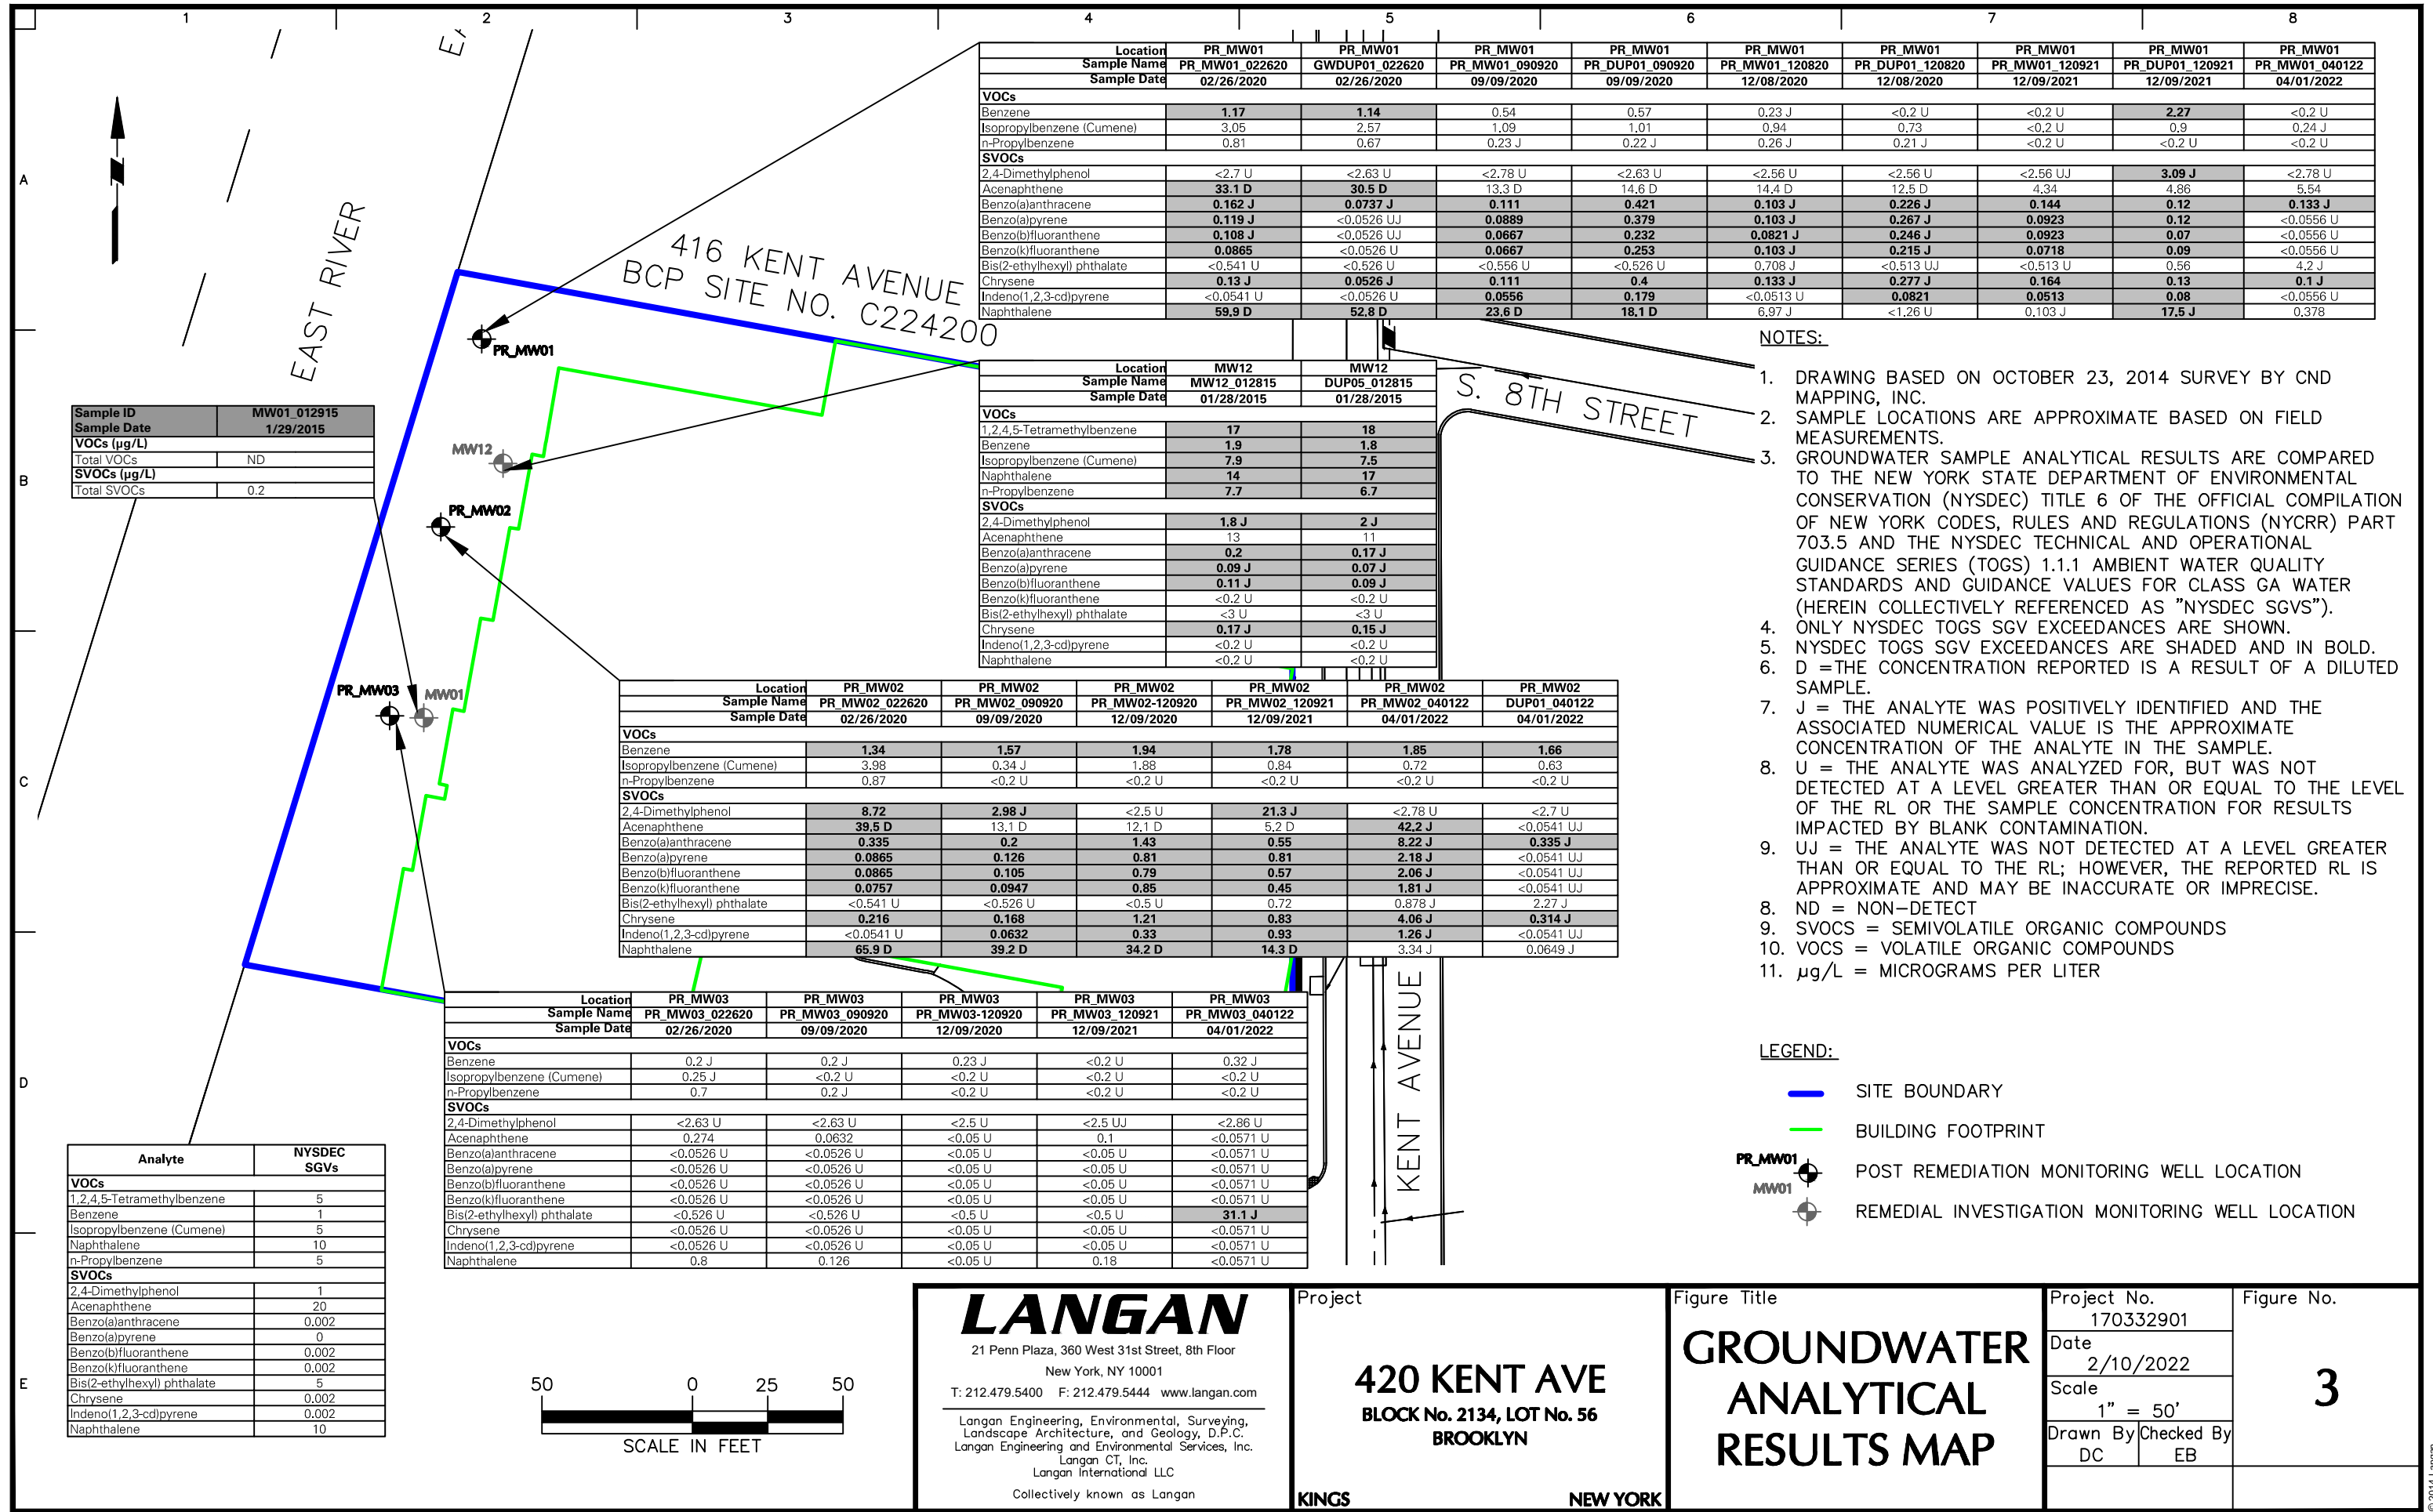 1 2 3 4 5 6 7 8
A
B
C
D
E
EAST RIVER
416 KENT AVENUE
BCP SITE NO. C224200
S. 8TH STREET
KENT AVENUE
PR_MW01
MW12
PR_MW02
PR_MW03
MW01
Location PR_MW01 PR_MW01 PR_MW01 PR_MW01 PR_MW01 PR_MW01 PR_MW01 PR_MW01 PR_MW01
Sample Name PR_MW01_022620 GWDUP01_022620 PR_MW01_090920 PR_DUP01_090920 PR_MW01_120820 PR_DUP01_120820 PR_MW01_120921 PR_DUP01_120921 PR_MW01_040122
Sample Date 02/26/2020 02/26/2020 09/09/2020 09/09/2020 12/08/2020 12/08/2020 12/09/2021 12/09/2021 04/01/2022
VOCs
Benzene 1.17 1.14 0.54 0.57 0.23 J <0.2 U <0.2 U 2.27 <0.2 U
Isopropylbenzene (Cumene) 3.05 2.57 1.09 1.01 0.94 0.73 <0.2 U 0.9 0.24 J
n-Propylbenzene 0.81 0.67 0.23 J 0.22 J 0.26 J 0.21 J <0.2 U <0.2 U <0.2 U
SVOCs
2,4-Dimethylphenol <2.7 U <2.63 U <2.78 U <2.63 U <2.56 U <2.56 U <2.56 UJ 3.09 J <2.78 U
Acenaphthene 33.1 D 30.5 D 13.3 D 14.6 D 14.4 D 12.5 D 4.34 4.86 5.54
Benzo(a)anthracene 0.162 J 0.0737 J 0.111 0.421 0.103 J 0.226 J 0.144 0.12 0.133 J
Benzo(a)pyrene 0.119 J <0.0526 UJ 0.0889 0.379 0.103 J 0.267 J 0.0923 0.12 <0.0556 U
Benzo(b)fluoranthene 0.108 J <0.0526 UJ 0.0667 0.232 0.0821 J 0.246 J 0.0923 0.07 <0.0556 U
Benzo(k)fluoranthene 0.0865 <0.0526 U 0.0667 0.253 0.103 J 0.215 J 0.0718 0.09 <0.0556 U
Bis(2-ethylhexyl) phthalate <0.541 U <0.526 U <0.556 U <0.526 U 0.708 J <0.513 UJ <0.513 U 0.56 4.2 J
Chrysene 0.13 J 0.0526 J 0.111 0.4 0.133 J 0.277 J 0.164 0.13 0.1 J
Indeno(1,2,3-cd)pyrene <0.0541 U <0.0526 U 0.0556 0.179 <0.0513 U 0.0821 0.0513 0.08 <0.0556 U
Naphthalene 59.9 D 52.8 D 23.6 D 18.1 D 6.97 J <1.26 U 0.103 J 17.5 J 0.378
Location MW12 MW12
Sample Name MW12_012815 DUP05_012815
Sample Date 01/28/2015 01/28/2015
VOCs
1,2,4,5-Tetramethylbenzene 17 18
Benzene 1.9 1.8
Isopropylbenzene (Cumene) 7.9 7.5
Naphthalene 14 17
n-Propylbenzene 7.7 6.7
SVOCs
2,4-Dimethylphenol 1.8 J 2 J
Acenaphthene 13 11
Benzo(a)anthracene 0.2 0.17 J
Benzo(a)pyrene 0.09 J 0.07 J
Benzo(b)fluoranthene 0.11 J 0.09 J
Benzo(k)fluoranthene <0.2 U <0.2 U
Bis(2-ethylhexyl) phthalate <3 U <3 U
Chrysene 0.17 J 0.15 J
Indeno(1,2,3-cd)pyrene <0.2 U <0.2 U
Naphthalene <0.2 U <0.2 U
Sample ID MW01_012915
Sample Date 1/29/2015
VOCs (µg/L)
Total VOCs ND
SVOCs (µg/L)
Total SVOCs 0.2
Location PR_MW02 PR_MW02 PR_MW02 PR_MW02 PR_MW02 PR_MW02
Sample Name PR_MW02_022620 PR_MW02_090920 PR_MW02-120920 PR_MW02_120921 PR_MW02_040122 DUP01_040122
Sample Date 02/26/2020 09/09/2020 12/09/2020 12/09/2021 04/01/2022 04/01/2022
VOCs
Benzene 1.34 1.57 1.94 1.78 1.85 1.66
Isopropylbenzene (Cumene) 3.98 0.34 J 1.88 0.84 0.72 0.63
n-Propylbenzene 0.87 <0.2 U <0.2 U <0.2 U <0.2 U <0.2 U
SVOCs
2,4-Dimethylphenol 8.72 2.98 J <2.5 U 21.3 J <2.78 U <2.7 U
Acenaphthene 39.5 D 13.1 D 12.1 D 5.2 D 42.2 J <0.0541 UJ
Benzo(a)anthracene 0.335 0.2 1.43 0.55 8.22 J 0.335 J
Benzo(a)pyrene 0.0865 0.126 0.81 0.81 2.18 J <0.0541 UJ
Benzo(b)fluoranthene 0.0865 0.105 0.79 0.57 2.06 J <0.0541 UJ
Benzo(k)fluoranthene 0.0757 0.0947 0.85 0.45 1.81 J <0.0541 UJ
Bis(2-ethylhexyl) phthalate <0.541 U <0.526 U <0.5 U 0.72 0.878 J 2.27 J
Chrysene 0.216 0.168 1.21 0.83 4.06 J 0.314 J
Indeno(1,2,3-cd)pyrene <0.0541 U 0.0632 0.33 0.93 1.26 J <0.0541 UJ
Naphthalene 65.9 D 39.2 D 34.2 D 14.3 D 3.34 J 0.0649 J
Location PR_MW03 PR_MW03 PR_MW03 PR_MW03 PR_MW03
Sample Name PR_MW03_022620 PR_MW03_090920 PR_MW03-120920 PR_MW03_120921 PR_MW03_040122
Sample Date 02/26/2020 09/09/2020 12/09/2020 12/09/2021 04/01/2022
VOCs
Benzene 0.2 J 0.2 J 0.23 J <0.2 U 0.32 J
Isopropylbenzene (Cumene) 0.25 J <0.2 U <0.2 U <0.2 U <0.2 U
n-Propylbenzene 0.7 0.2 J <0.2 U <0.2 U <0.2 U
SVOCs
2,4-Dimethylphenol <2.63 U <2.63 U <2.5 U <2.5 UJ <2.86 U
Acenaphthene 0.274 0.0632 <0.05 U 0.1 <0.0571 U
Benzo(a)anthracene <0.0526 U <0.0526 U <0.05 U <0.05 U <0.0571 U
Benzo(a)pyrene <0.0526 U <0.0526 U <0.05 U <0.05 U <0.0571 U
Benzo(b)fluoranthene <0.0526 U <0.0526 U <0.05 U <0.05 U <0.0571 U
Benzo(k)fluoranthene <0.0526 U <0.0526 U <0.05 U <0.05 U <0.0571 U
Bis(2-ethylhexyl) phthalate <0.526 U <0.526 U <0.5 U <0.5 U 31.1 J
Chrysene <0.0526 U <0.0526 U <0.05 U <0.05 U <0.0571 U
Indeno(1,2,3-cd)pyrene <0.0526 U <0.0526 U <0.05 U <0.05 U <0.0571 U
Naphthalene 0.8 0.126 <0.05 U 0.18 <0.0571 U
Analyte NYSDEC SGVs
VOCs
1,2,4,5-Tetramethylbenzene 5
Benzene 1
Isopropylbenzene (Cumene) 5
Naphthalene 10
n-Propylbenzene 5
SVOCs
2,4-Dimethylphenol 1
Acenaphthene 20
Benzo(a)anthracene 0.002
Benzo(a)pyrene 0
Benzo(b)fluoranthene 0.002
Benzo(k)fluoranthene 0.002
Bis(2-ethylhexyl) phthalate 5
Chrysene 0.002
Indeno(1,2,3-cd)pyrene 0.002
Naphthalene 10
NOTES:
1. DRAWING BASED ON OCTOBER 23, 2014 SURVEY BY CND
MAPPING, INC.
2. SAMPLE LOCATIONS ARE APPROXIMATE BASED ON FIELD
MEASUREMENTS.
3. GROUNDWATER SAMPLE ANALYTICAL RESULTS ARE COMPARED
TO THE NEW YORK STATE DEPARTMENT OF ENVIRONMENTAL
CONSERVATION (NYSDEC) TITLE 6 OF THE OFFICIAL COMPILATION
OF NEW YORK CODES, RULES AND REGULATIONS (NYCRR) PART
703.5 AND THE NYSDEC TECHNICAL AND OPERATIONAL
GUIDANCE SERIES (TOGS) 1.1.1 AMBIENT WATER QUALITY
STANDARDS AND GUIDANCE VALUES FOR CLASS GA WATER
(HEREIN COLLECTIVELY REFERENCED AS "NYSDEC SGVS").
4. ONLY NYSDEC TOGS SGV EXCEEDANCES ARE SHOWN.
5. NYSDEC TOGS SGV EXCEEDANCES ARE SHADED AND IN BOLD.
6. D =THE CONCENTRATION REPORTED IS A RESULT OF A DILUTED
SAMPLE.
7. J = THE ANALYTE WAS POSITIVELY IDENTIFIED AND THE
ASSOCIATED NUMERICAL VALUE IS THE APPROXIMATE
CONCENTRATION OF THE ANALYTE IN THE SAMPLE.
8. U = THE ANALYTE WAS ANALYZED FOR, BUT WAS NOT
DETECTED AT A LEVEL GREATER THAN OR EQUAL TO THE LEVEL
OF THE RL OR THE SAMPLE CONCENTRATION FOR RESULTS
IMPACTED BY BLANK CONTAMINATION.
9. UJ = THE ANALYTE WAS NOT DETECTED AT A LEVEL GREATER
THAN OR EQUAL TO THE RL; HOWEVER, THE REPORTED RL IS
APPROXIMATE AND MAY BE INACCURATE OR IMPRECISE.
8. ND = NON-DETECT
9. SVOCS = SEMIVOLATILE ORGANIC COMPOUNDS
10. VOCS = VOLATILE ORGANIC COMPOUNDS
11. µg/L = MICROGRAMS PER LITER
LEGEND:
SITE BOUNDARY
BUILDING FOOTPRINT
PR_MW01 POST REMEDIATION MONITORING WELL LOCATION
MW01 REMEDIAL INVESTIGATION MONITORING WELL LOCATION
50 0 25 50
SCALE IN FEET
LANGAN
21 Penn Plaza, 360 West 31st Street, 8th Floor
New York, NY 10001
T: 212.479.5400 F: 212.479.5444 www.langan.com
Langan Engineering, Environmental, Surveying,
Landscape Architecture, and Geology, D.P.C.
Langan Engineering and Environmental Services, Inc.
Langan CT, Inc.
Langan International LLC
Collectively known as Langan
Project
420 KENT AVE
BLOCK No. 2134, LOT No. 56
BROOKLYN
KINGS NEW YORK
Figure Title
GROUNDWATER
ANALYTICAL
RESULTS MAP
Project No.
170332901
Date
2/10/2022
Scale
1" = 50'
Drawn By Checked By
DC EB
Figure No.
3